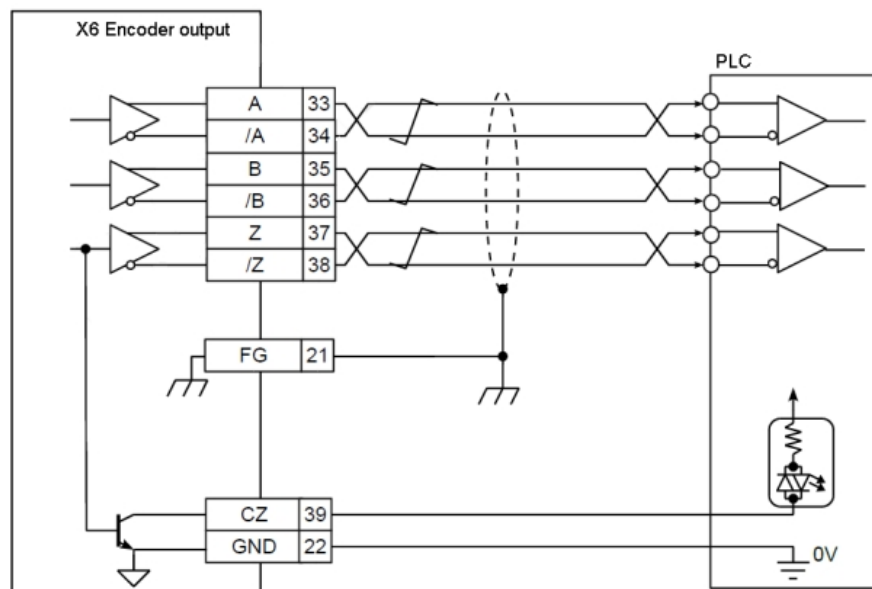 X6 Encoder output
PLC
A 33
/A 34
B 35
/B 36
Z 37
/Z 38
FG 21
CZ 39
GND 22
0V